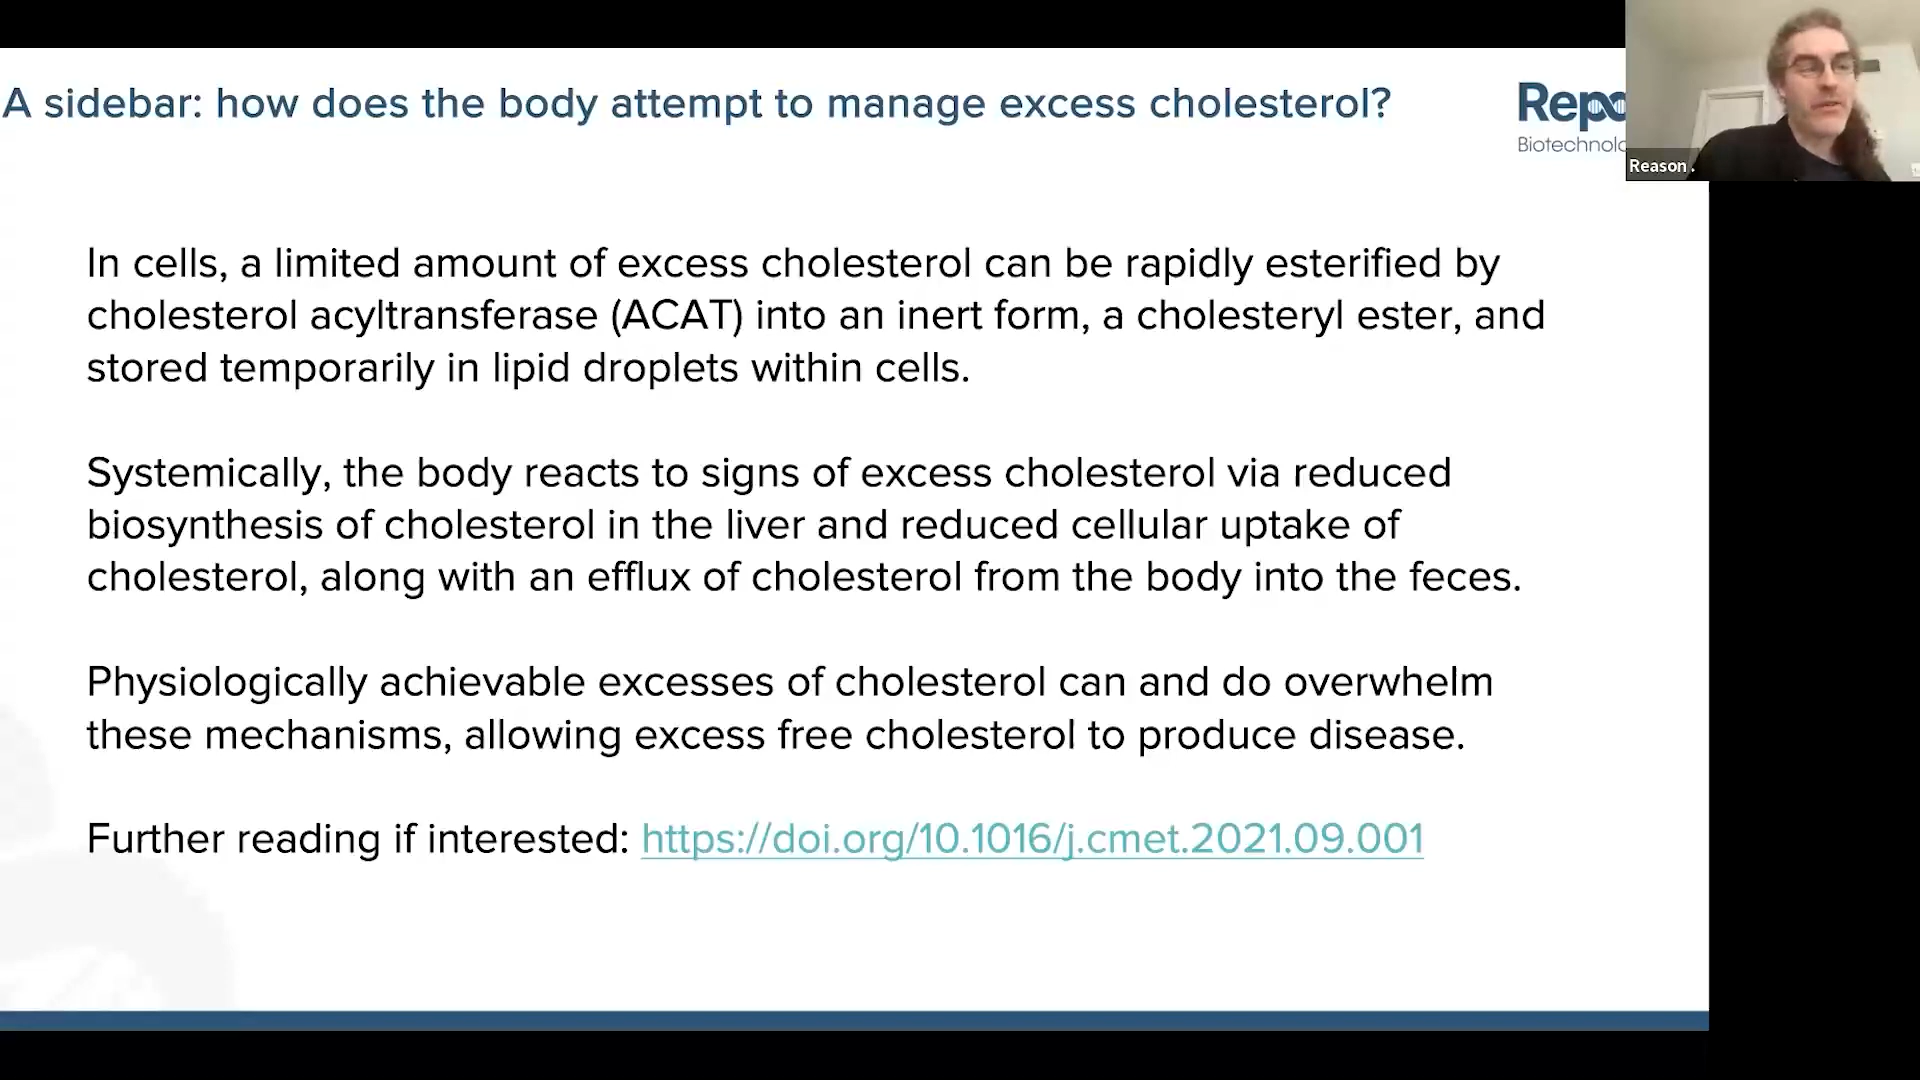 A sidebar: how does the body attempt to manage excess cholesterol?
Reason .
In cells, a limited amount of excess cholesterol can be rapidly esterified by
cholesterol acyltransferase (ACAT) into an inert form, a cholesteryl ester, and
stored temporarily in lipid droplets within cells.
Systemically, the body reacts to signs of excess cholesterol via reduced
biosynthesis of cholesterol in the liver and reduced cellular uptake of
cholesterol, along with an efflux of cholesterol from the body into the feces.
Physiologically achievable excesses of cholesterol can and do overwhelm
these mechanisms, allowing excess free cholesterol to produce disease.
Further reading if interested: https://doi.org/10.1016/j.cmet.2021.09.001